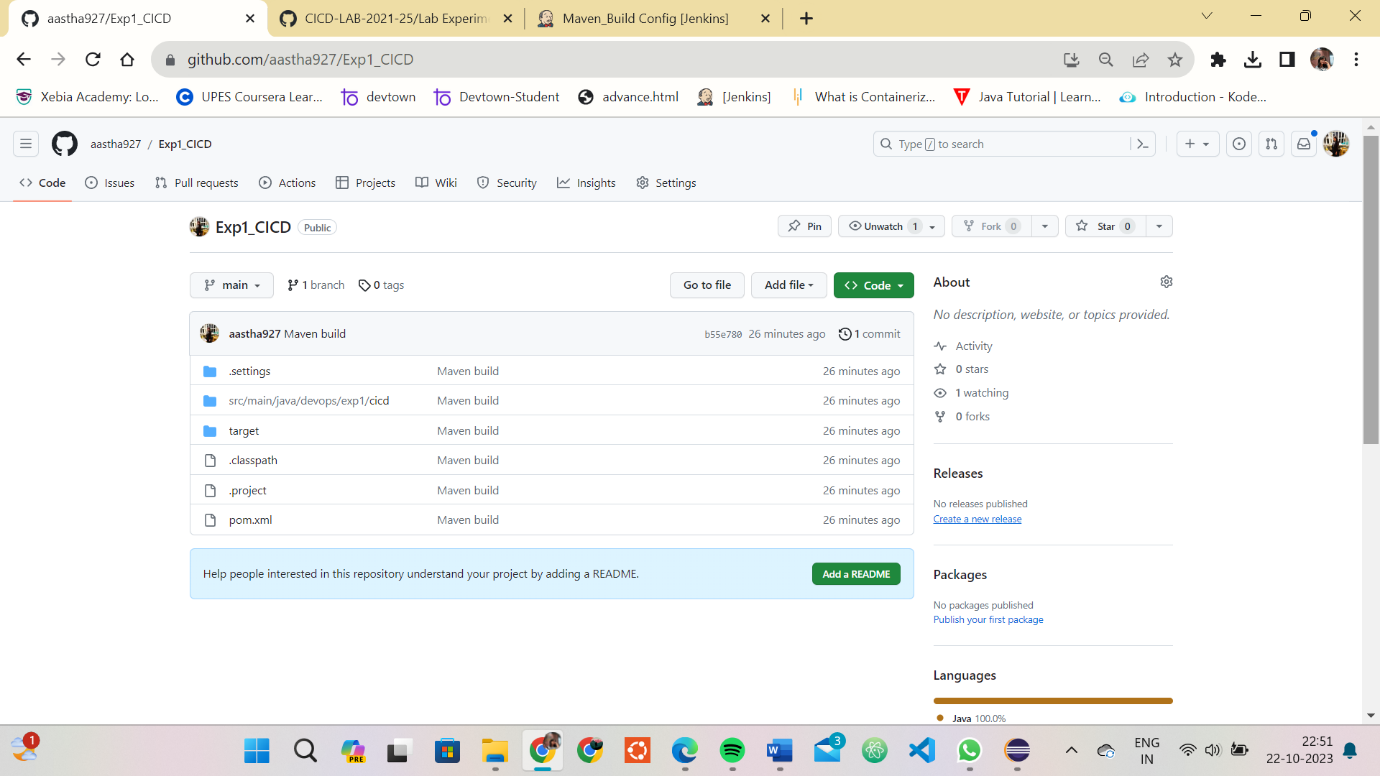 aastha927/Exp1_CICD
CICD-LAB-2021-25/Lab Experim
Maven_Build Config [Jenkins]
github.com/aastha927/Exp1_CICD
Xebia Academy: Lo... UPES Coursera Lear... devtown Devtown-Student advance.html [Jenkins] What is Containeriz... Java Tutorial | Learn... Introduction - Kode...
aastha927 / Exp1_CICD Type / to search
Code Issues Pull requests Actions Projects Wiki Security Insights Settings
Exp1_CICD Public Pin Unwatch 1 Fork 0 Star 0
main 1 branch 0 tags Go to file Add file Code
aastha927 Maven build b55e780 26 minutes ago 1 commit
.settings Maven build 26 minutes ago
src/main/java/devops/exp1/cicd Maven build 26 minutes ago
target Maven build 26 minutes ago
.classpath Maven build 26 minutes ago
.project Maven build 26 minutes ago
pom.xml Maven build 26 minutes ago
Help people interested in this repository understand your project by adding a README. Add a README
About
No description, website, or topics provided.
Activity
0 stars
1 watching
0 forks
Releases
No releases published
Create a new release
Packages
No packages published
Publish your first package
Languages
Java 100.0%
1
PRE
3
ENG
IN
22:51
22-10-2023